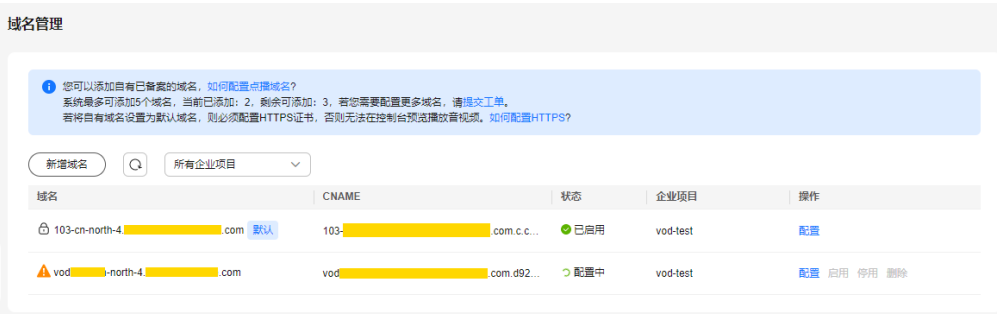 域名管理
您可以添加自有已备案的域名，如何配置点播域名?
系统最多可添加5个域名，当前已添加：2，剩余可添加：3，若您需要配置更多域名，请提交工单。
若将自有域名设置为默认域名，则必须配置HTTPS证书，否则无法在控制台预览播放音视频。如何配置HTTPS?
新增域名 所有企业项目
域名 CNAME 状态 企业项目 操作
103-cn-north-4. .com 默认 103- .com.c.c... 已启用 vod-test 配置
vod -north-4. .com vod .com.d92... 配置中 vod-test 配置 启用 停用 删除